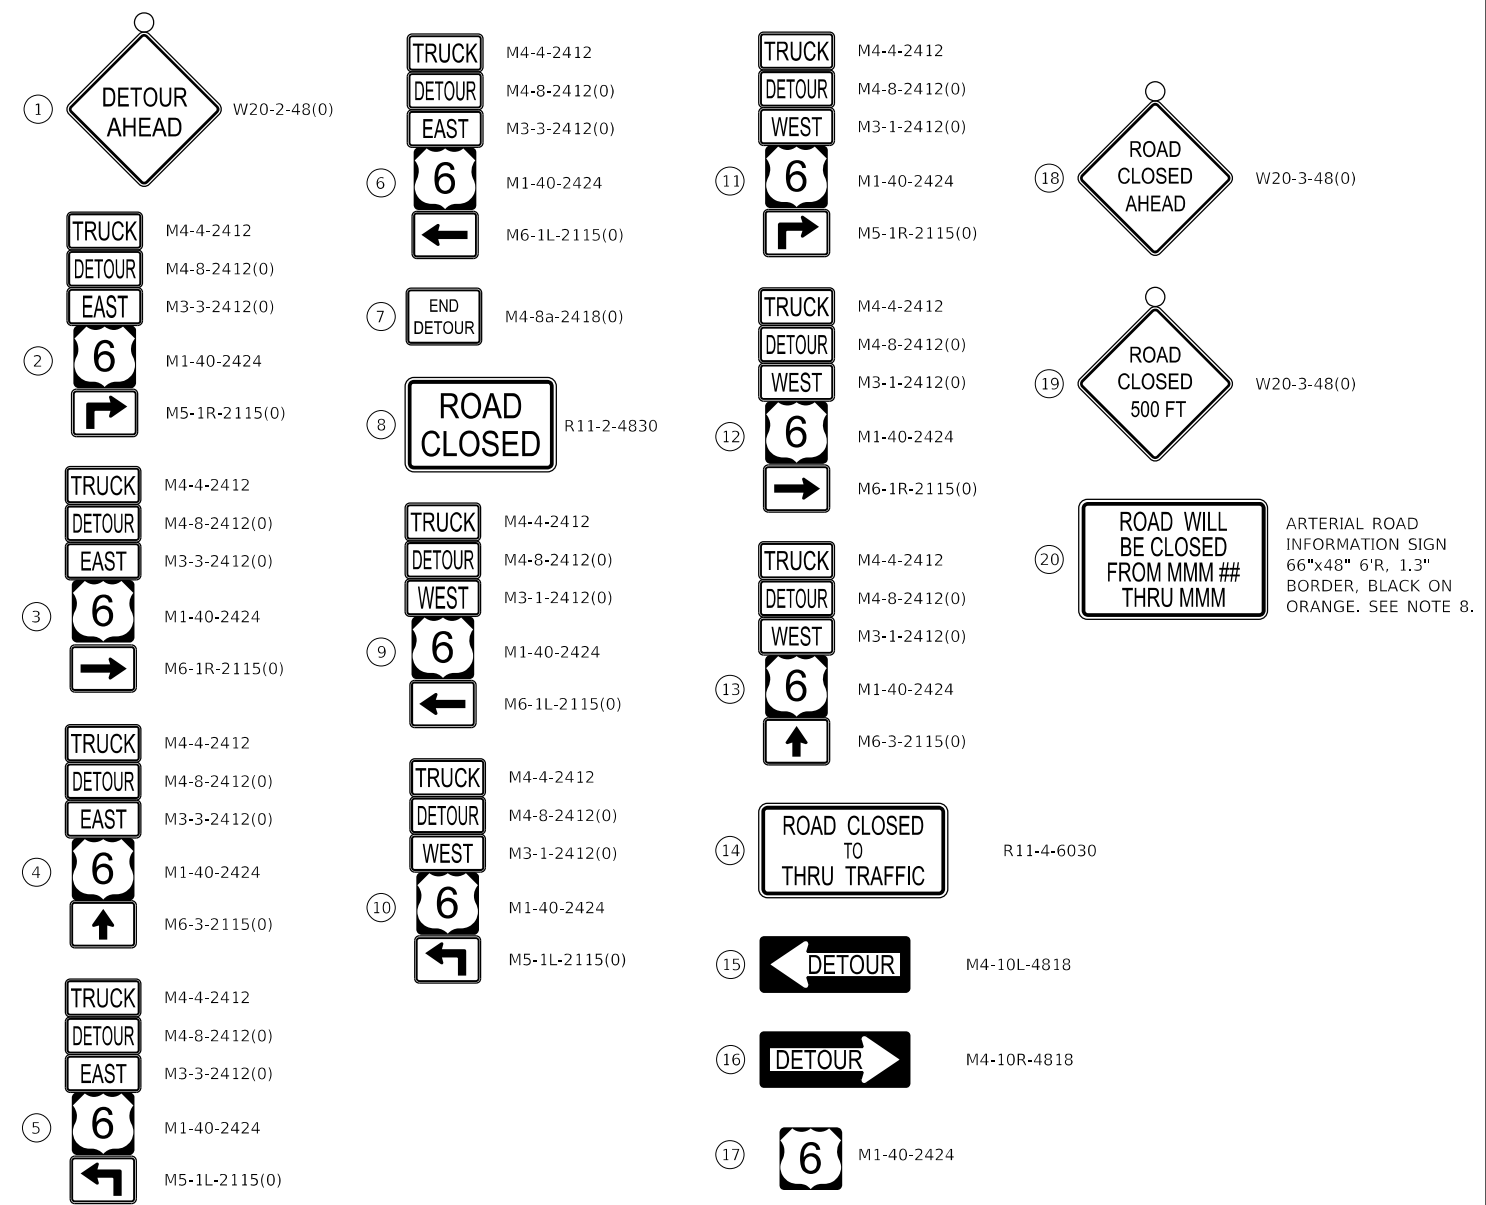 1
DETOUR
AHEAD
W20-2-48(0)
2
TRUCK M4-4-2412
DETOUR M4-8-2412(0)
EAST M3-3-2412(0)
6 M1-40-2424
M5-1R-2115(0)
3
TRUCK M4-4-2412
DETOUR M4-8-2412(0)
EAST M3-3-2412(0)
6 M1-40-2424
M6-1R-2115(0)
4
TRUCK M4-4-2412
DETOUR M4-8-2412(0)
EAST M3-3-2412(0)
6 M1-40-2424
M6-3-2115(0)
5
TRUCK M4-4-2412
DETOUR M4-8-2412(0)
EAST M3-3-2412(0)
6 M1-40-2424
M5-1L-2115(0)
6
TRUCK M4-4-2412
DETOUR M4-8-2412(0)
EAST M3-3-2412(0)
6 M1-40-2424
M6-1L-2115(0)
7
END
DETOUR
M4-8a-2418(0)
8
ROAD
CLOSED
R11-2-4830
9
TRUCK M4-4-2412
DETOUR M4-8-2412(0)
WEST M3-1-2412(0)
6 M1-40-2424
M6-1L-2115(0)
10
TRUCK M4-4-2412
DETOUR M4-8-2412(0)
WEST M3-1-2412(0)
6 M1-40-2424
M5-1L-2115(0)
11
TRUCK M4-4-2412
DETOUR M4-8-2412(0)
WEST M3-1-2412(0)
6 M1-40-2424
M5-1R-2115(0)
12
TRUCK M4-4-2412
DETOUR M4-8-2412(0)
WEST M3-1-2412(0)
6 M1-40-2424
M6-1R-2115(0)
13
TRUCK M4-4-2412
DETOUR M4-8-2412(0)
WEST M3-1-2412(0)
6 M1-40-2424
M6-3-2115(0)
14
ROAD CLOSED
TO
THRU TRAFFIC
R11-4-6030
15
DETOUR M4-10L-4818
16
DETOUR M4-10R-4818
17
6 M1-40-2424
18
ROAD
CLOSED
AHEAD
W20-3-48(0)
19
ROAD
CLOSED
500 FT
W20-3-48(0)
20
ROAD WILL
BE CLOSED
FROM MMM ##
THRU MMM
ARTERIAL ROAD
INFORMATION SIGN
66"x48" 6'R, 1.3"
BORDER, BLACK ON
ORANGE. SEE NOTE 8.